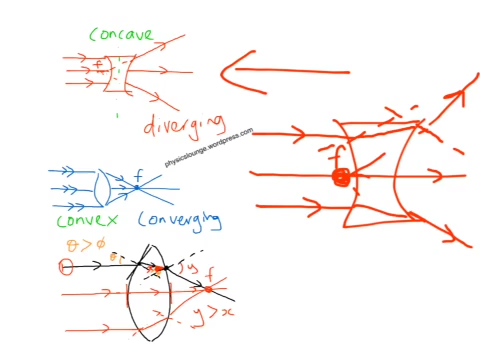 concave
f
diverging
physicslounge.wordpress.com
f
f
convex converging
θ > φ
θ
y
f
y > x